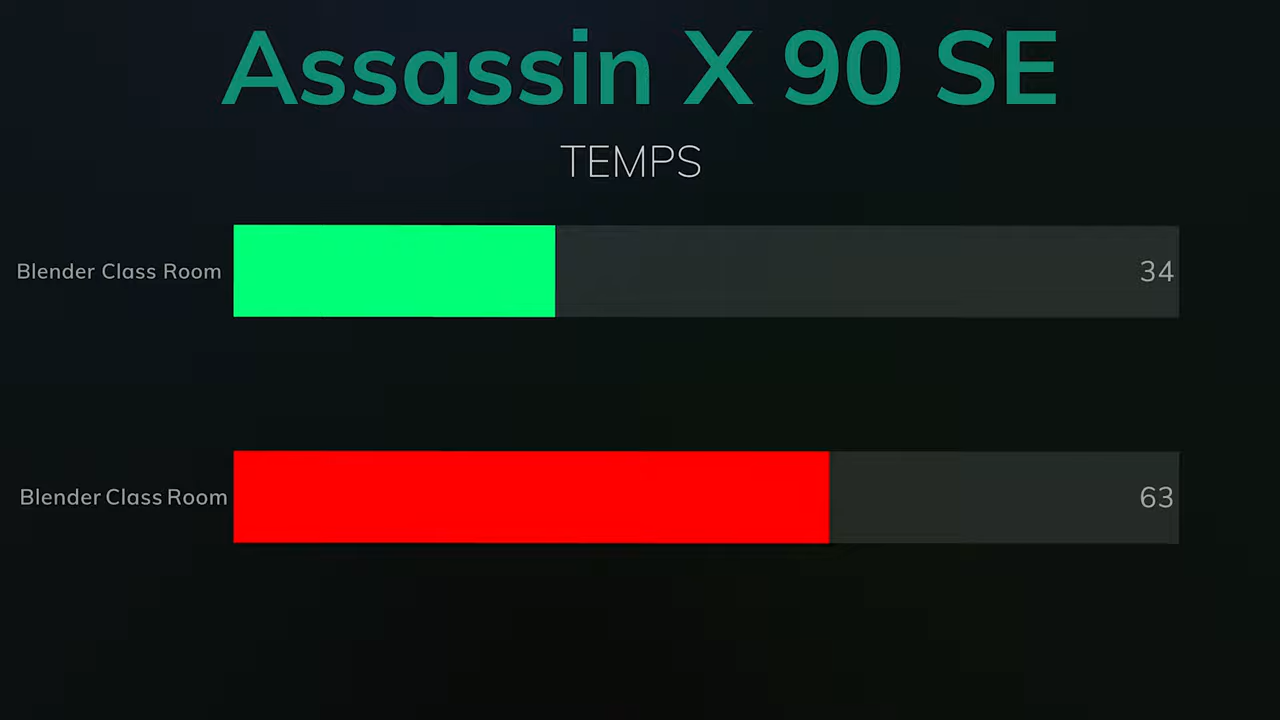 Assassin X 90 SE
TEMPS
Blender Class Room 34
Blender Class Room 63